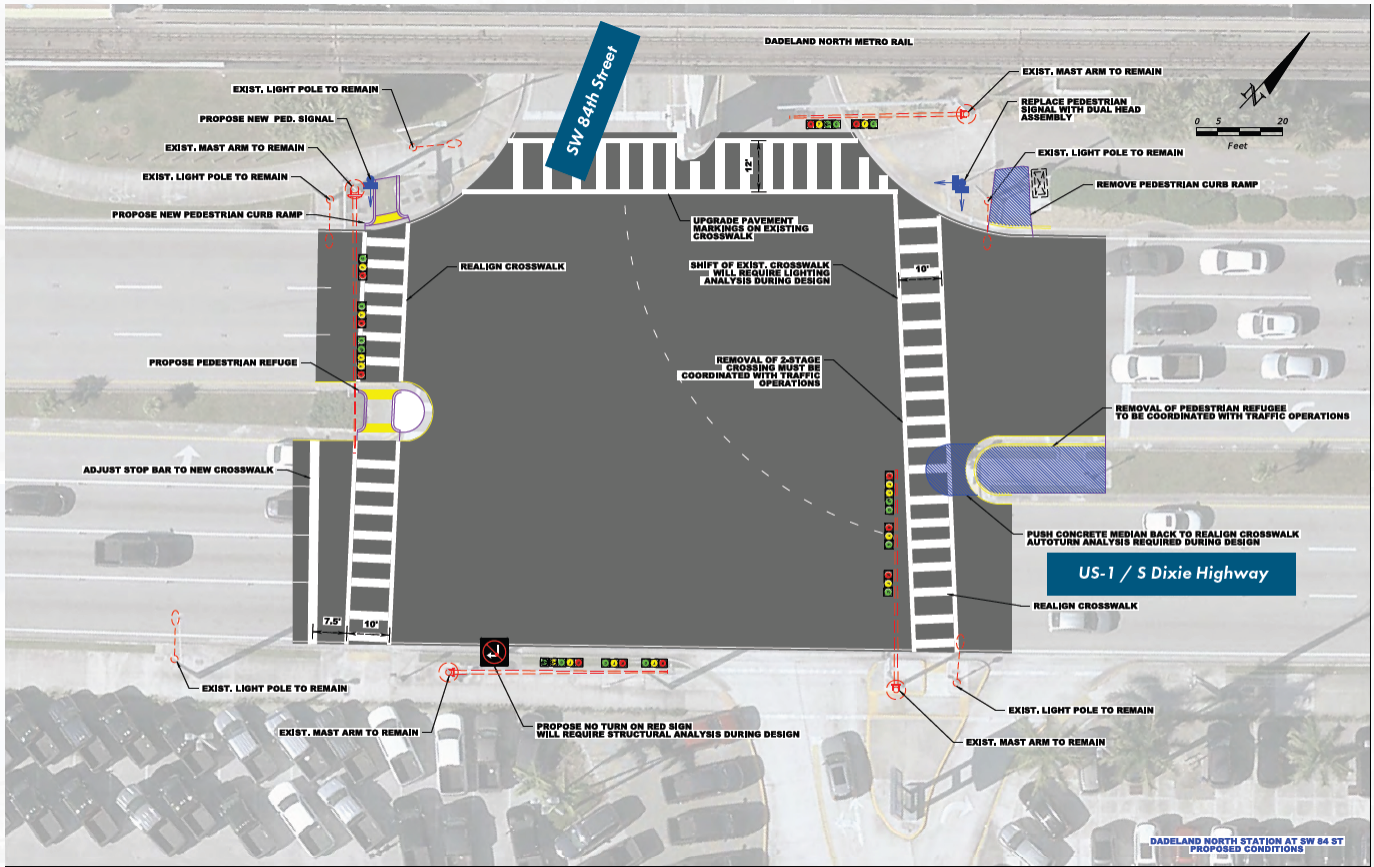 DADELAND NORTH METRO RAIL
SW 84th Street
EXIST. LIGHT POLE TO REMAIN
PROPOSE NEW PED. SIGNAL
EXIST. MAST ARM TO REMAIN
EXIST. LIGHT POLE TO REMAIN
PROPOSE NEW PEDESTRIAN CURB RAMP
EXIST. MAST ARM TO REMAIN
REPLACE PEDESTRIAN
SIGNAL WITH DUAL HEAD
ASSEMBLY
EXIST. LIGHT POLE TO REMAIN
REMOVE PEDESTRIAN CURB RAMP
N
0 5 10 20
Feet
12'
UPGRADE PAVEMENT
MARKINGS ON EXISTING
CROSSWALK
REALIGN CROSSWALK
SHIFT OF EXIST. CROSSWALK
WILL REQUIRE LIGHTING
ANALYSIS DURING DESIGN
10'
PROPOSE PEDESTRIAN REFUGE
REMOVAL OF 2-STAGE
CROSSING MUST BE
COORDINATED WITH TRAFFIC
OPERATIONS
REMOVAL OF PEDESTRIAN REFUGEE
TO BE COORDINATED WITH TRAFFIC OPERATIONS
ADJUST STOP BAR TO NEW CROSSWALK
PUSH CONCRETE MEDIAN BACK TO REALIGN CROSSWALK
AUTOTURN ANALYSIS REQUIRED DURING DESIGN
US-1 / S Dixie Highway
REALIGN CROSSWALK
7.5'
10'
EXIST. LIGHT POLE TO REMAIN
EXIST. MAST ARM TO REMAIN
PROPOSE NO TURN ON RED SIGN
WILL REQUIRE STRUCTURAL ANALYSIS DURING DESIGN
EXIST. LIGHT POLE TO REMAIN
EXIST. MAST ARM TO REMAIN
DADELAND NORTH STATION AT SW 84 ST
PROPOSED CONDITIONS